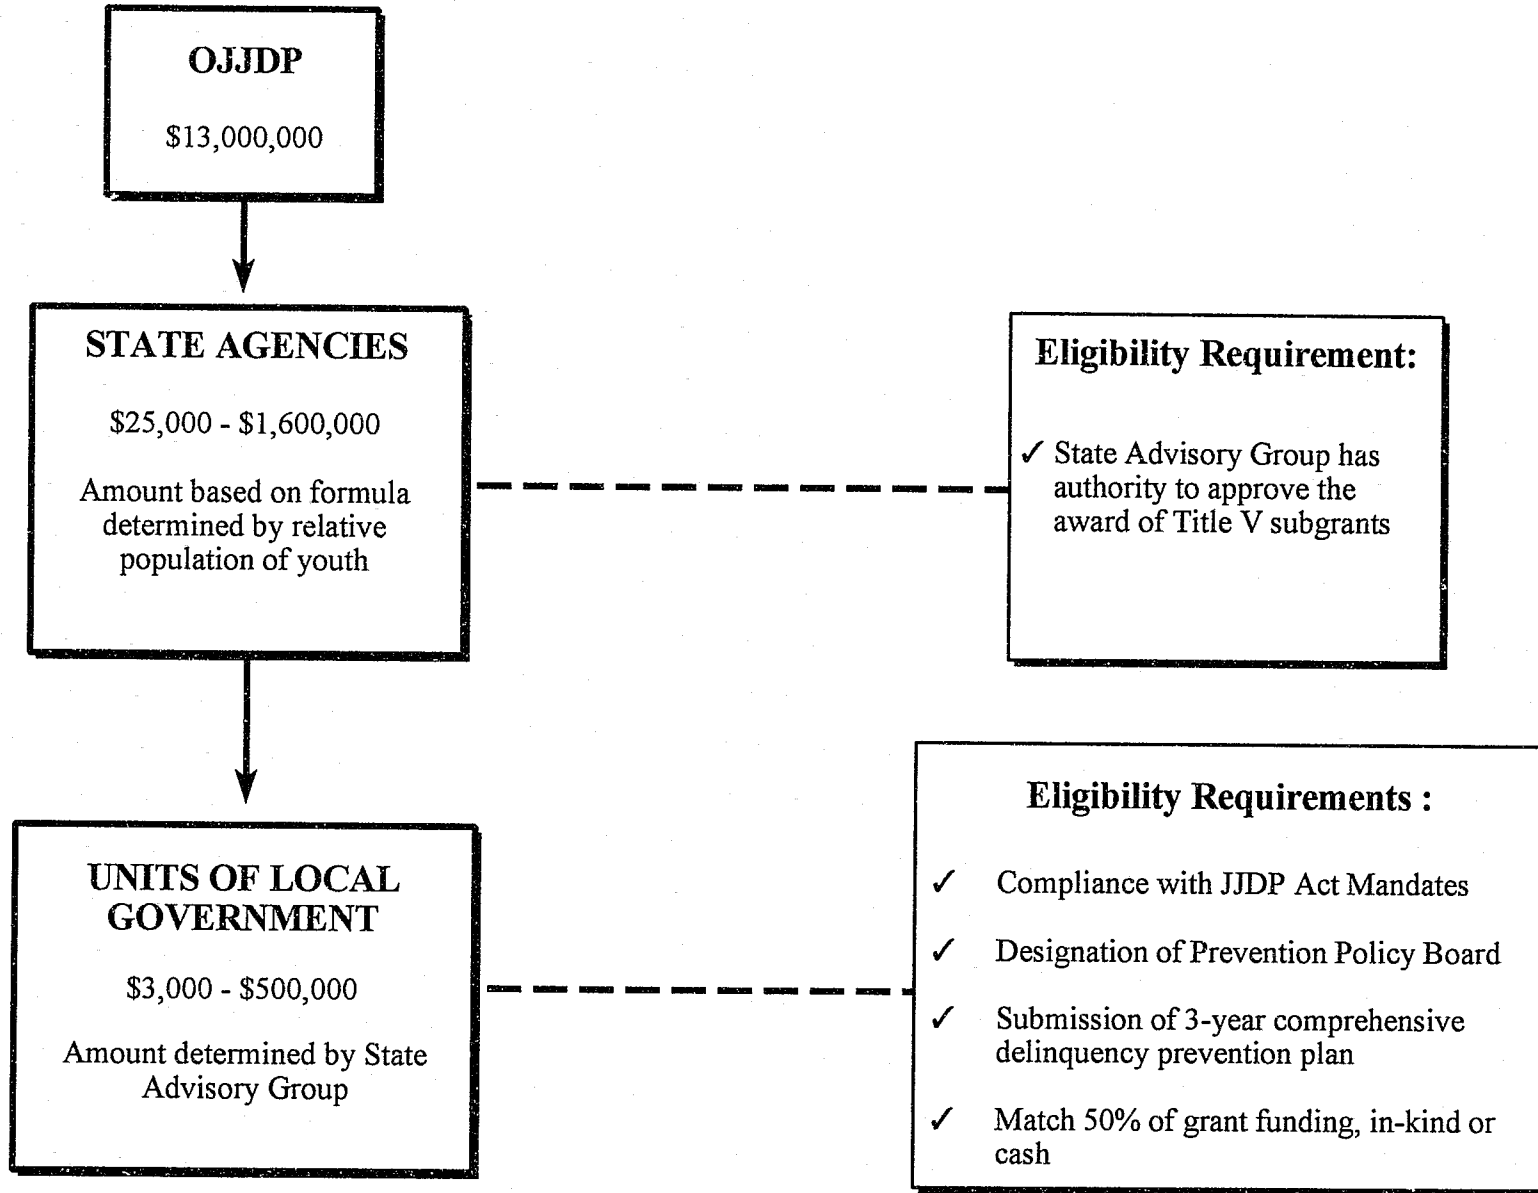 OJJDP
$13,000,000
STATE AGENCIES
$25,000 - $1,600,000
Amount based on formula
determined by relative
population of youth
Eligibility Requirement:
✓ State Advisory Group has
authority to approve the
award of Title V subgrants
UNITS OF LOCAL
GOVERNMENT
$3,000 - $500,000
Amount determined by State
Advisory Group
Eligibility Requirements :
✓ Compliance with JJDP Act Mandates
✓ Designation of Prevention Policy Board
✓ Submission of 3-year comprehensive
delinquency prevention plan
✓ Match 50% of grant funding, in-kind or
cash